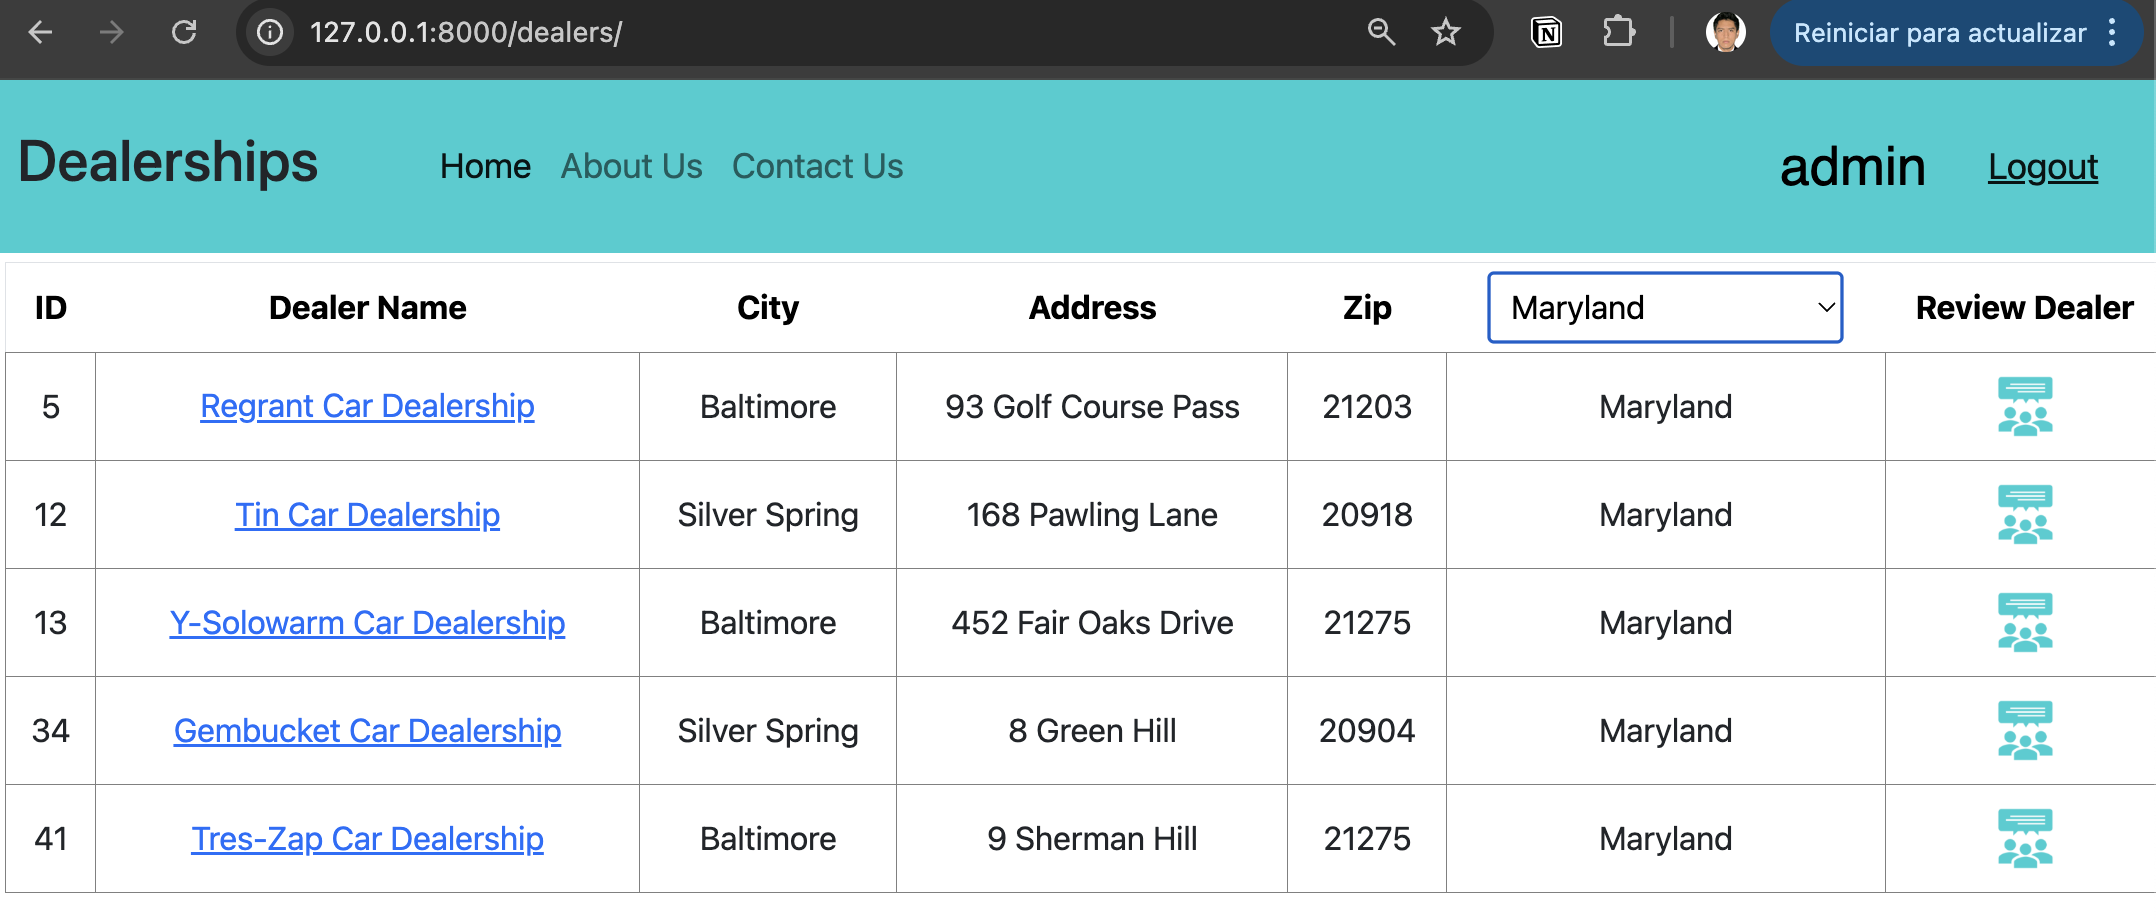 127.0.0.1:8000/dealers/ N Reiniciar para actualizar
Dealerships Home About Us Contact Us admin Logout
ID Dealer Name City Address Zip Maryland Review Dealer
5 Regrant Car Dealership Baltimore 93 Golf Course Pass 21203 Maryland
12 Tin Car Dealership Silver Spring 168 Pawling Lane 20918 Maryland
13 Y-Solowarm Car Dealership Baltimore 452 Fair Oaks Drive 21275 Maryland
34 Gembucket Car Dealership Silver Spring 8 Green Hill 20904 Maryland
41 Tres-Zap Car Dealership Baltimore 9 Sherman Hill 21275 Maryland